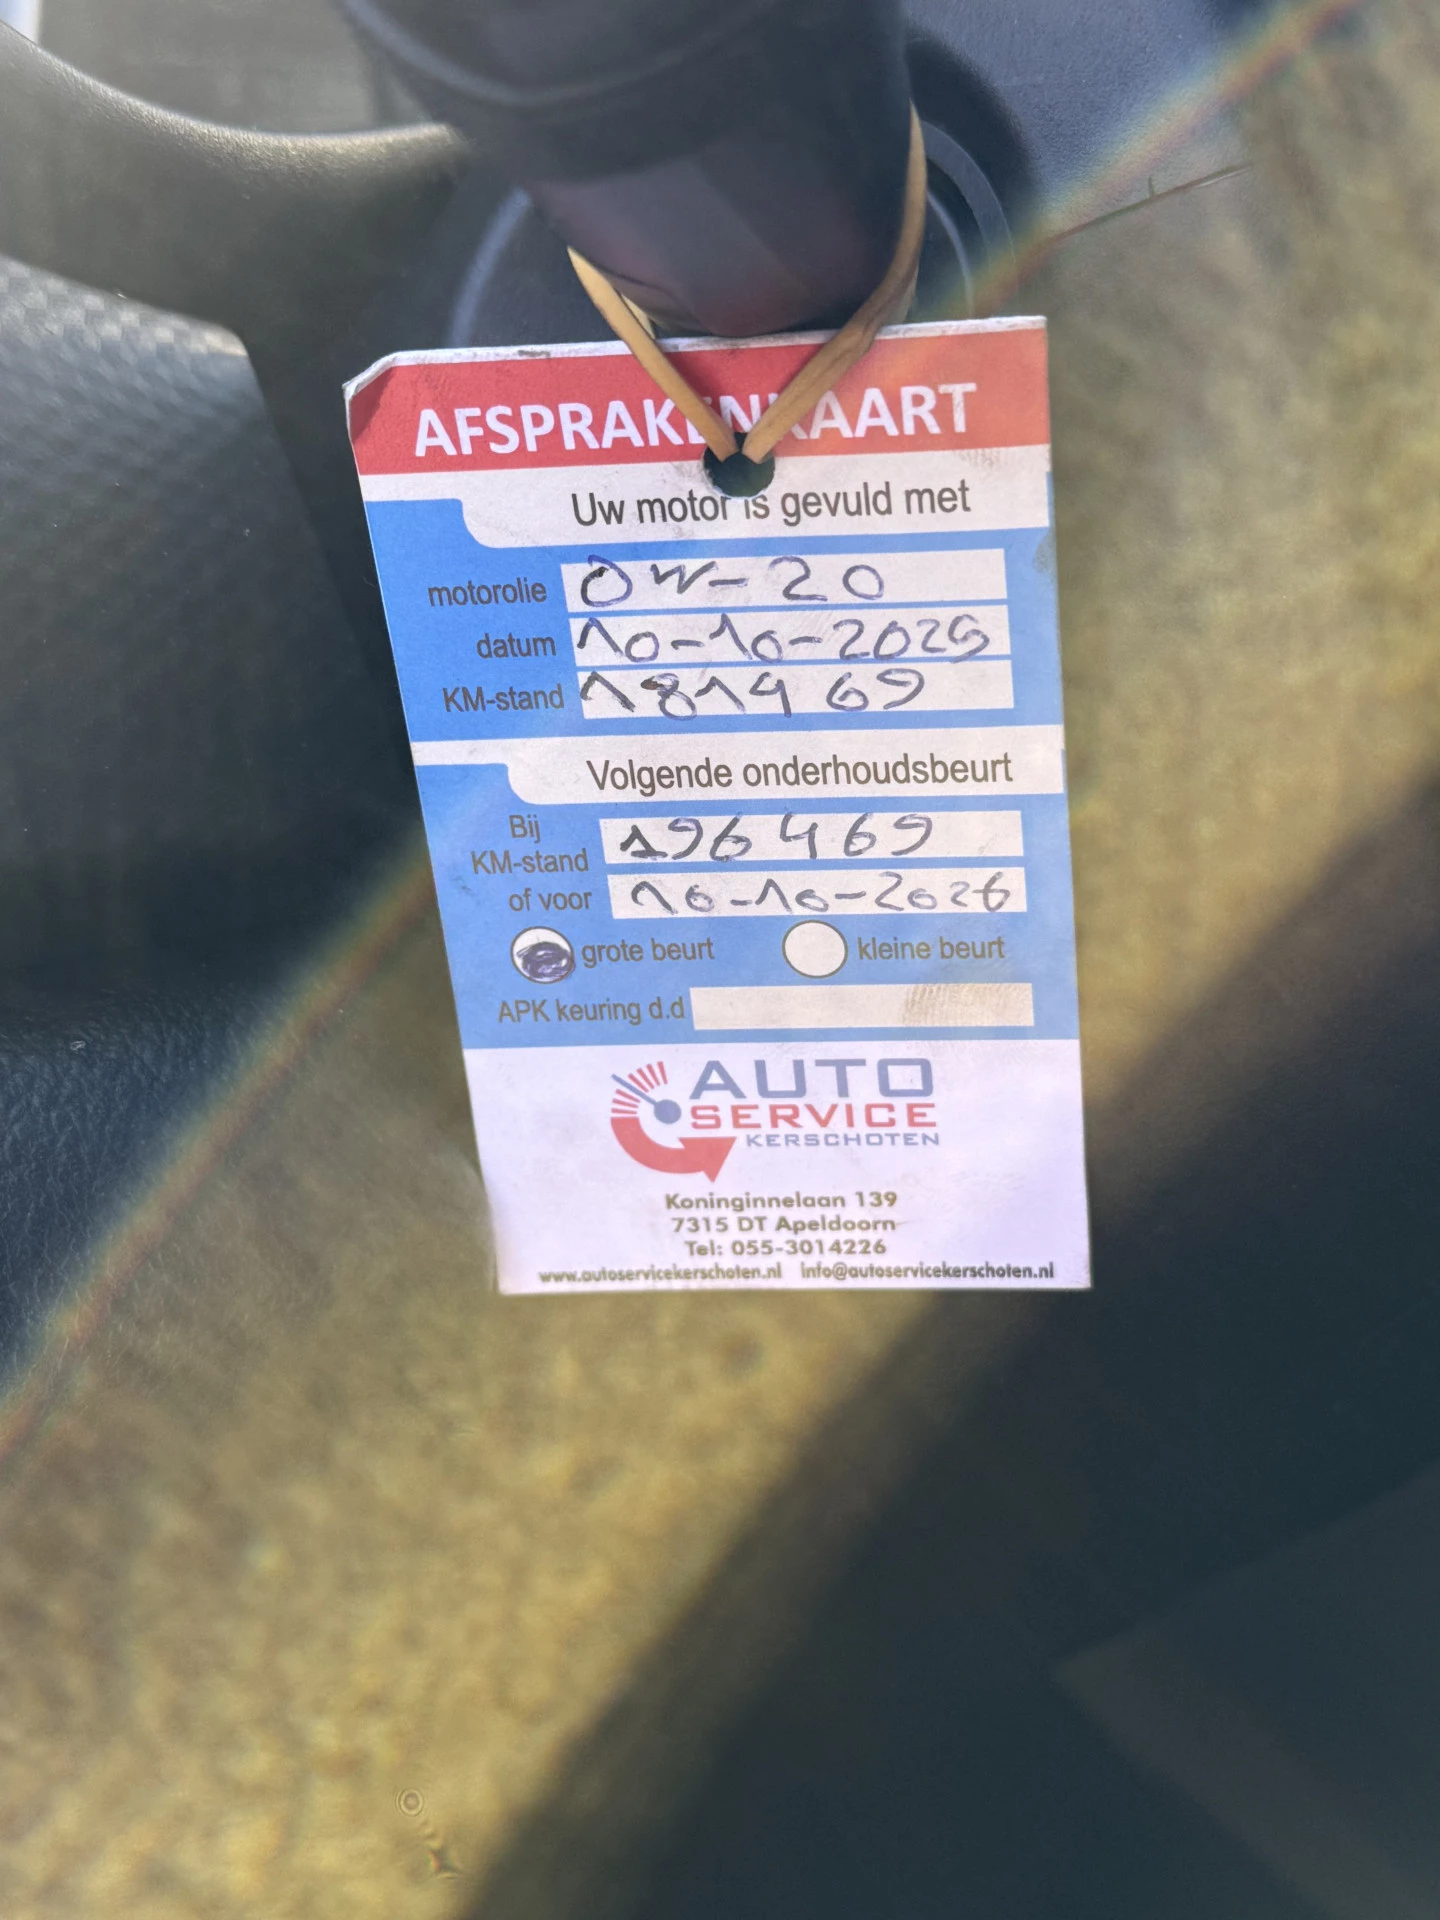 AFSPRAKENKAART
Uw motor is gevuld met
motorolie 0W-20
datum 10-10-2025
KM-stand 181469
Volgende onderhoudsbeurt
Bij
KM-stand 196469
of voor 10-10-2026
grote beurt kleine beurt
APK keuring d.d
AUTO
SERVICE
KERSCHOTEN
Koninginnelaan 139
7315 DT Apeldoorn
Tel: 055-3014226
www.autoservicekerschoten.nl info@autoservicekerschoten.nl